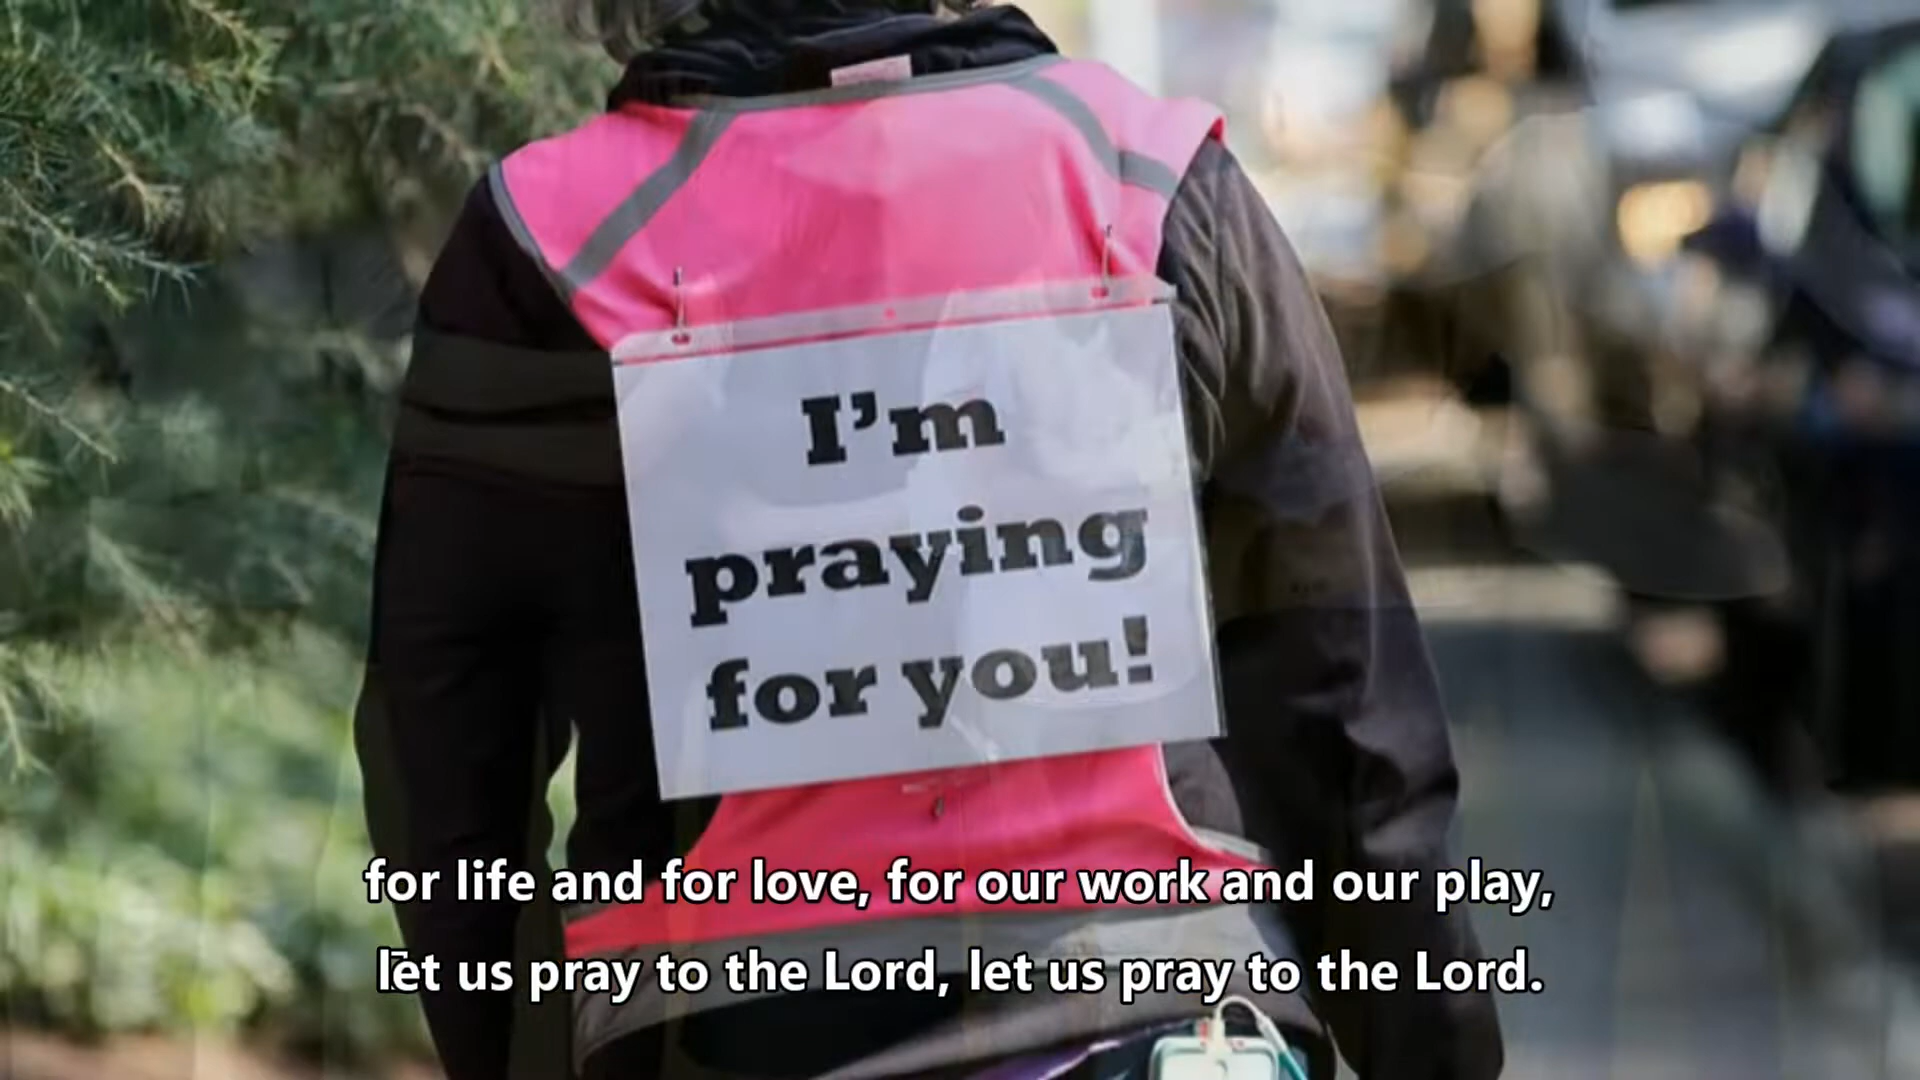 I'm
praying
for you!
for life and for love, for our work and our play,
let us pray to the Lord, let us pray to the Lord.